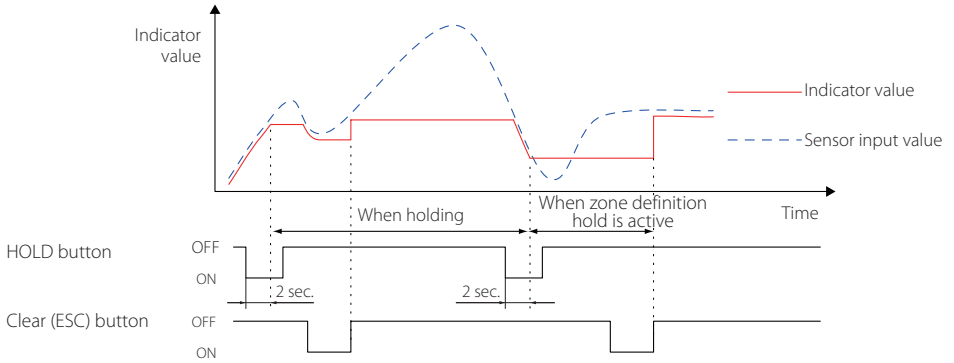 Indicator
value
Indicator value
Sensor input value
When holding
When zone definition
hold is active
Time
HOLD button
OFF
ON
2 sec.
2 sec.
Clear (ESC) button
OFF
ON